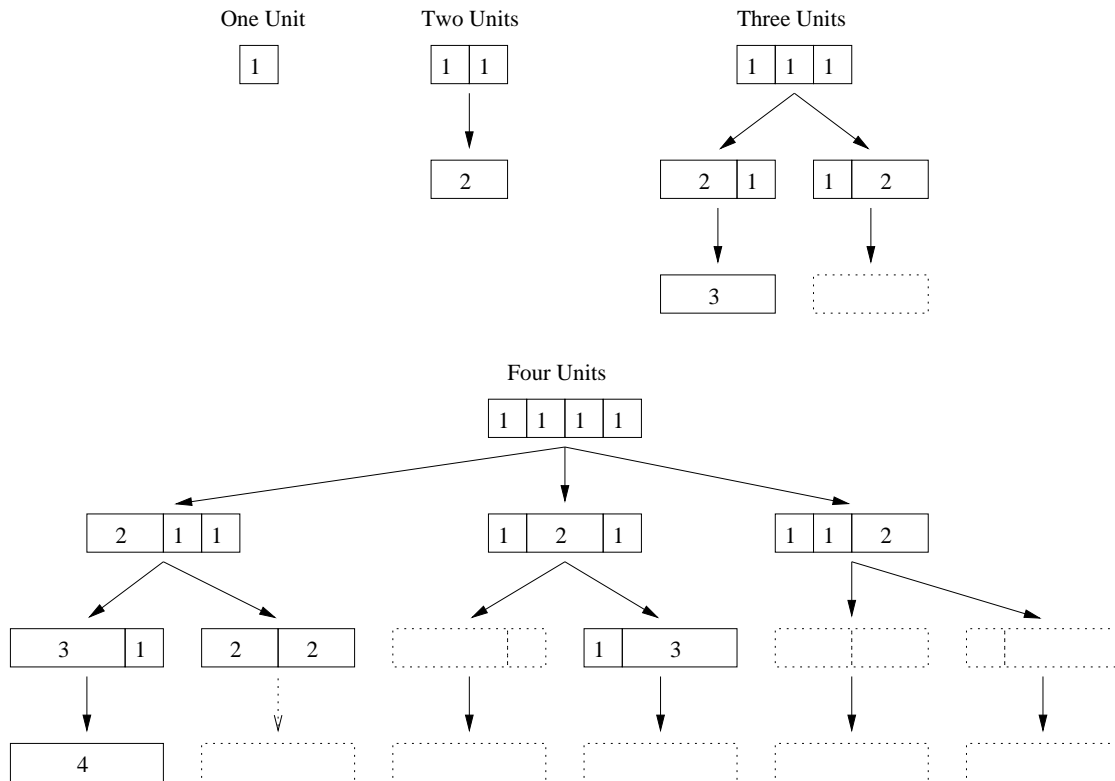 One Unit Two Units Three Units
1 1 1 1 1 1
2 2 1 1 2
3
Four Units
1 1 1 1
2 1 1 1 2 1 1 1 2
3 1 2 2 1 3
4